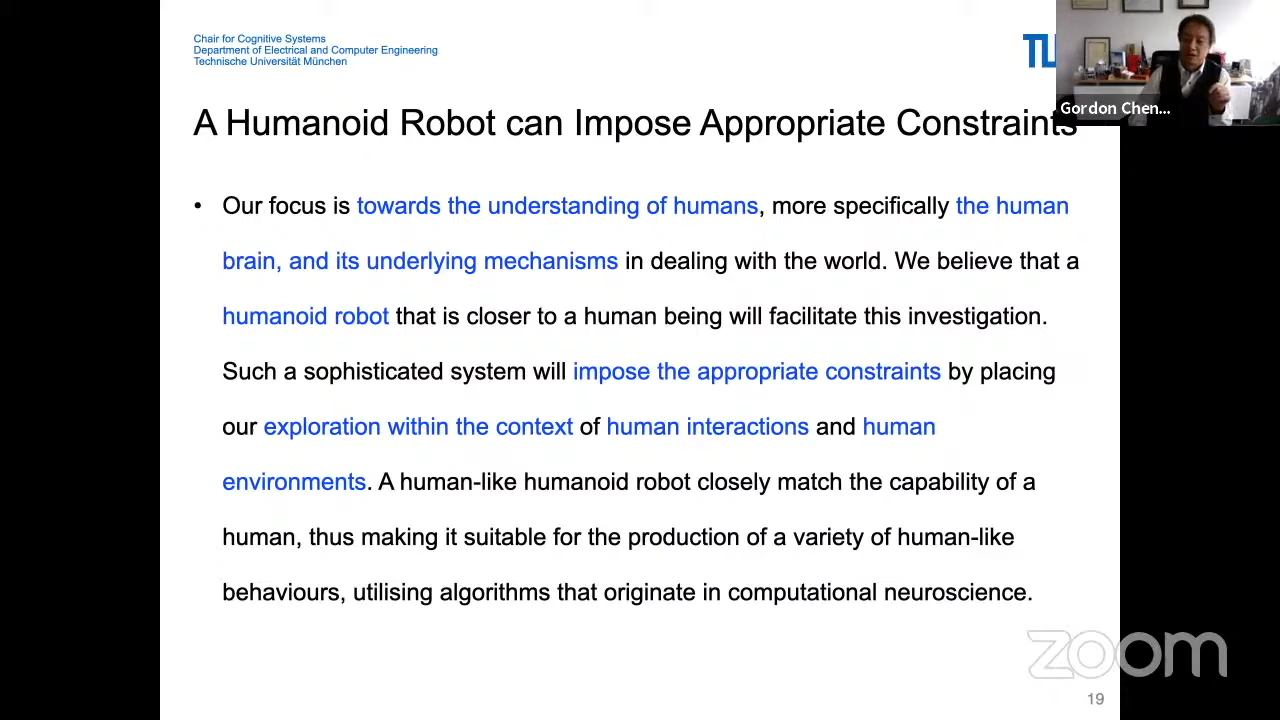 Chair for Cognitive Systems
Department of Electrical and Computer Engineering
Technische Universität München
Gordon Chen...
A Humanoid Robot can Impose Appropriate Constraints
• Our focus is towards the understanding of humans, more specifically the human
brain, and its underlying mechanisms in dealing with the world. We believe that a
humanoid robot that is closer to a human being will facilitate this investigation.
Such a sophisticated system will impose the appropriate constraints by placing
our exploration within the context of human interactions and human
environments. A human-like humanoid robot closely match the capability of a
human, thus making it suitable for the production of a variety of human-like
behaviours, utilising algorithms that originate in computational neuroscience.
zoom
19